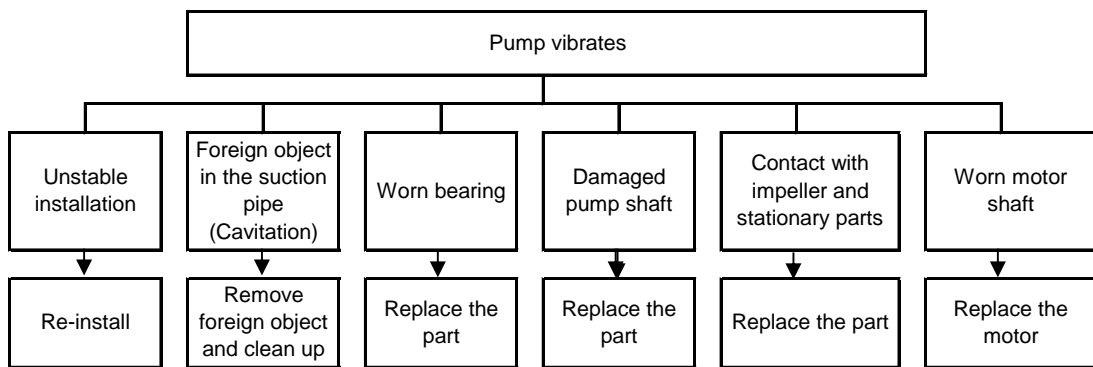 Pump vibrates
Unstable
installation
Foreign object
in the suction
pipe
(Cavitation)
Worn bearing
Damaged
pump shaft
Contact with
impeller and
stationary parts
Worn motor
shaft
Re-install
Remove
foreign object
and clean up
Replace the
part
Replace the
part
Replace the part
Replace the
motor